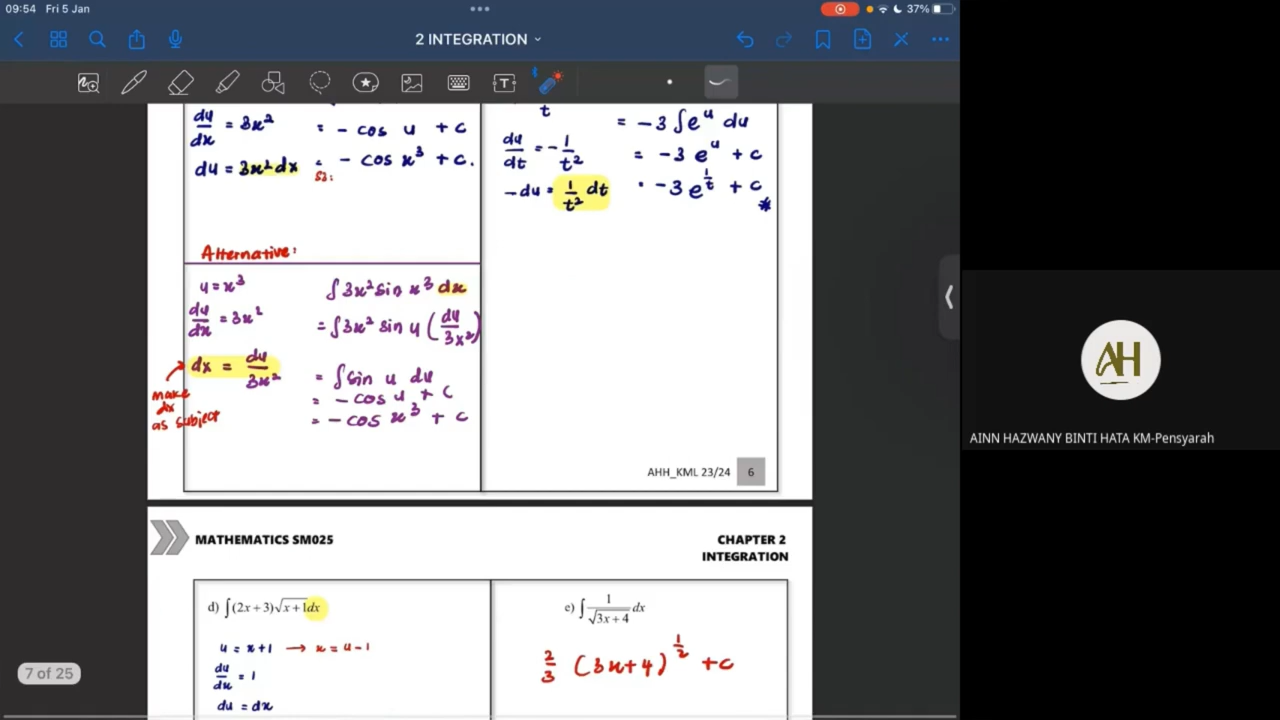 09:54 Fri 5 Jan
37%
2 INTEGRATION
du/dx = 3x²
= - cos u + c
du = 3x² dx
= - cos x³ + c.
t
du/dt = - 1/t²
- du = 1/t² dt
= -3 ∫e^u du
= -3 e^u + c
= -3 e^(1/t) + c
Alternative:
u = x³
du/dx = 3x²
dx = du/3x²
make dx as subject
∫ 3x² sin x³ dx
= ∫ 3x² sin u (du/3x²)
= ∫ sin u du
= - cos u + c
= - cos x³ + c
AHH_KML 23/24 6
MATHEMATICS SM025
CHAPTER 2
INTEGRATION
d) ∫(2x+3)√x+1 dx
u = x+1 → x = u-1
du/dx = 1
du = dx
e) ∫ 1/√3x+4 dx
2/3 (3x+4)^(1/2) + c
7 of 25
AH
AINN HAZWANY BINTI HATA KM-Pensyarah